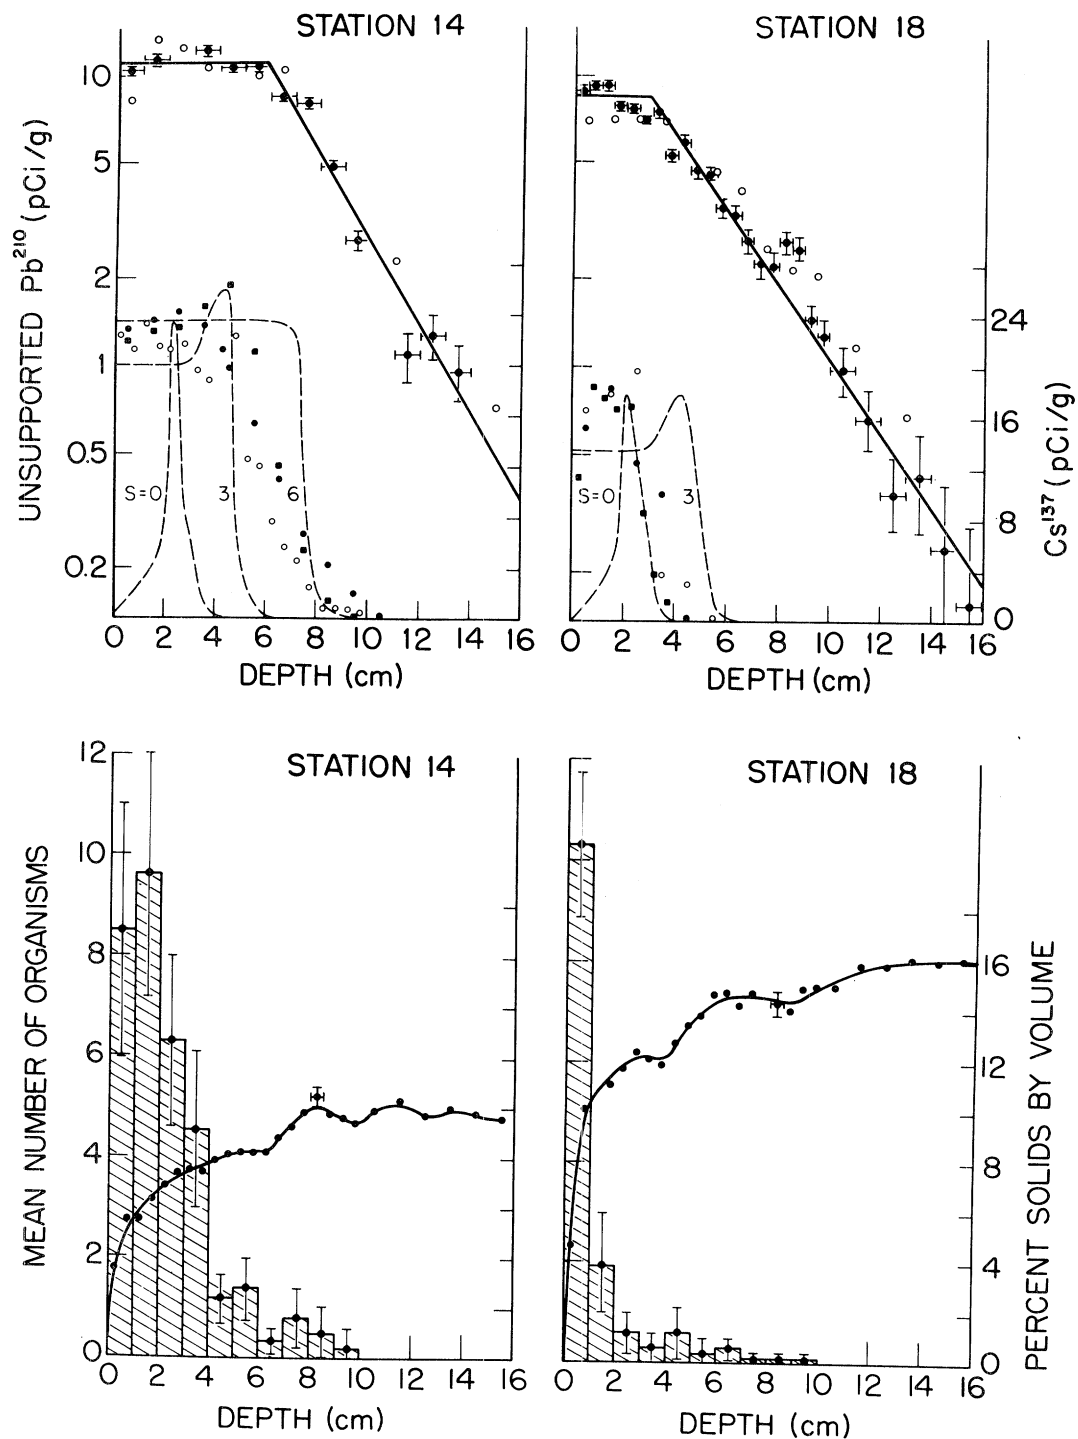 STATION 14
STATION 18
UNSUPPORTED Pb²¹⁰ (pCi/g)
10
5
2
1
0.5
0.2
S=0 3 6
S=0 3
24
16
8
0
Cs¹³⁷ (pCi/g)
0 2 4 6 8 10 12 14 16
0 2 4 6 8 10 12 14 16
DEPTH (cm)
DEPTH (cm)
STATION 14
STATION 18
MEAN NUMBER OF ORGANISMS
12
10
8
6
4
2
0
16
12
8
4
0
PERCENT SOLIDS BY VOLUME
0 2 4 6 8 10 12 14 16
0 2 4 6 8 10 12 14 16
DEPTH (cm)
DEPTH (cm)